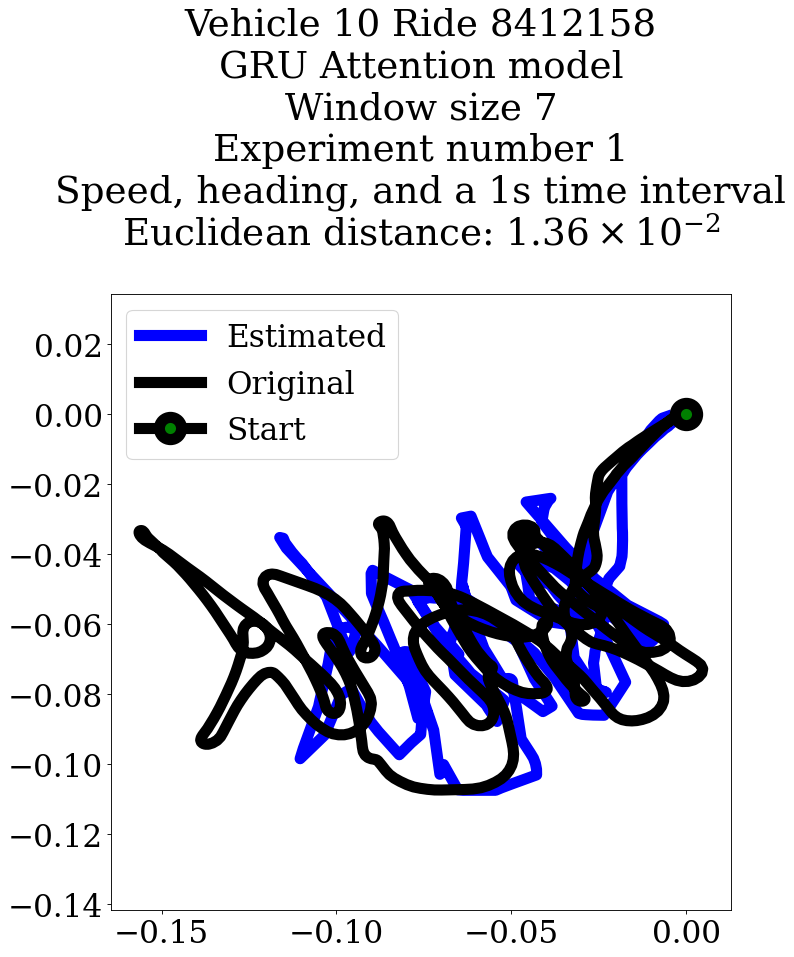 Vehicle 10 Ride 8412158
GRU Attention model
Window size 7
Experiment number 1
Speed, heading, and a 1s time interval
Euclidean distance: 1.36 × 10⁻²
Estimated
Original
Start
0.02
0.00
−0.02
−0.04
−0.06
−0.08
−0.10
−0.12
−0.14
−0.15
−0.10
−0.05
0.00